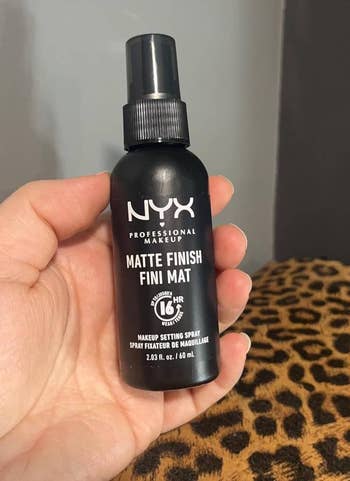 NYX
PROFESSIONAL
MAKEUP
MATTE FINISH
FINI MAT
16
HR
MAKEUP SETTING SPRAY
SPRAY FIXATEUR DE MAQUILLAGE
2.03 fl. oz. / 60 mL